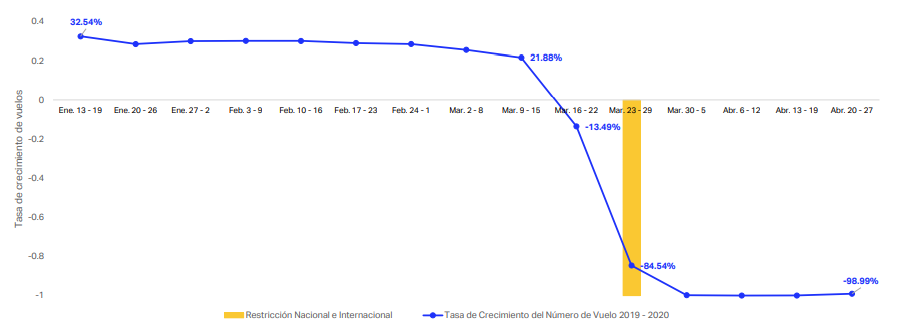 0.4
32.54%
0.2
21.88%
0
Ene. 13 - 19
Ene. 20 - 26
Ene. 27 - 2
Feb. 3 - 9
Feb. 10 - 16
Feb. 17 - 23
Feb. 24 - 1
Mar. 2 - 8
Mar. 9 - 15
Mar. 16 - 22
Mar. 23 - 29
Mar. 30 - 5
Abr. 6 - 12
Abr. 13 - 19
Abr. 20 - 27
-13.49%
-0.2
-0.4
-0.6
-0.8
-84.54%
-98.99%
-1
Tasa de crecimiento de vuelos
Restricción Nacional e Internacional
Tasa de Crecimiento del Número de Vuelo 2019 - 2020